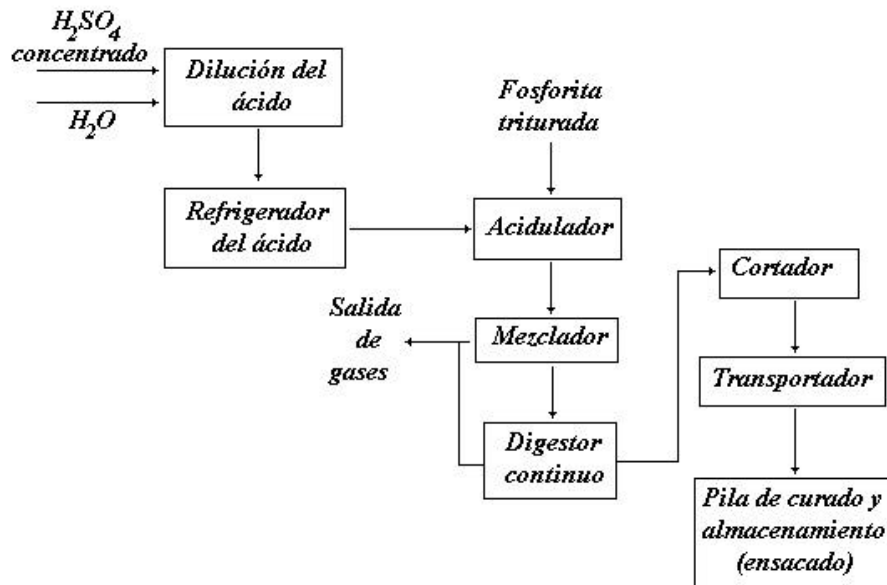 H₂SO₄
concentrado
H₂O
Dilución del
ácido
Fosforita
triturada
Refrigerador
del ácido
Acidulador
Cortador
Salida
de
gases
Mezclador
Transportador
Digestor
continuo
Pila de curado y
almacenamiento
(ensacado)